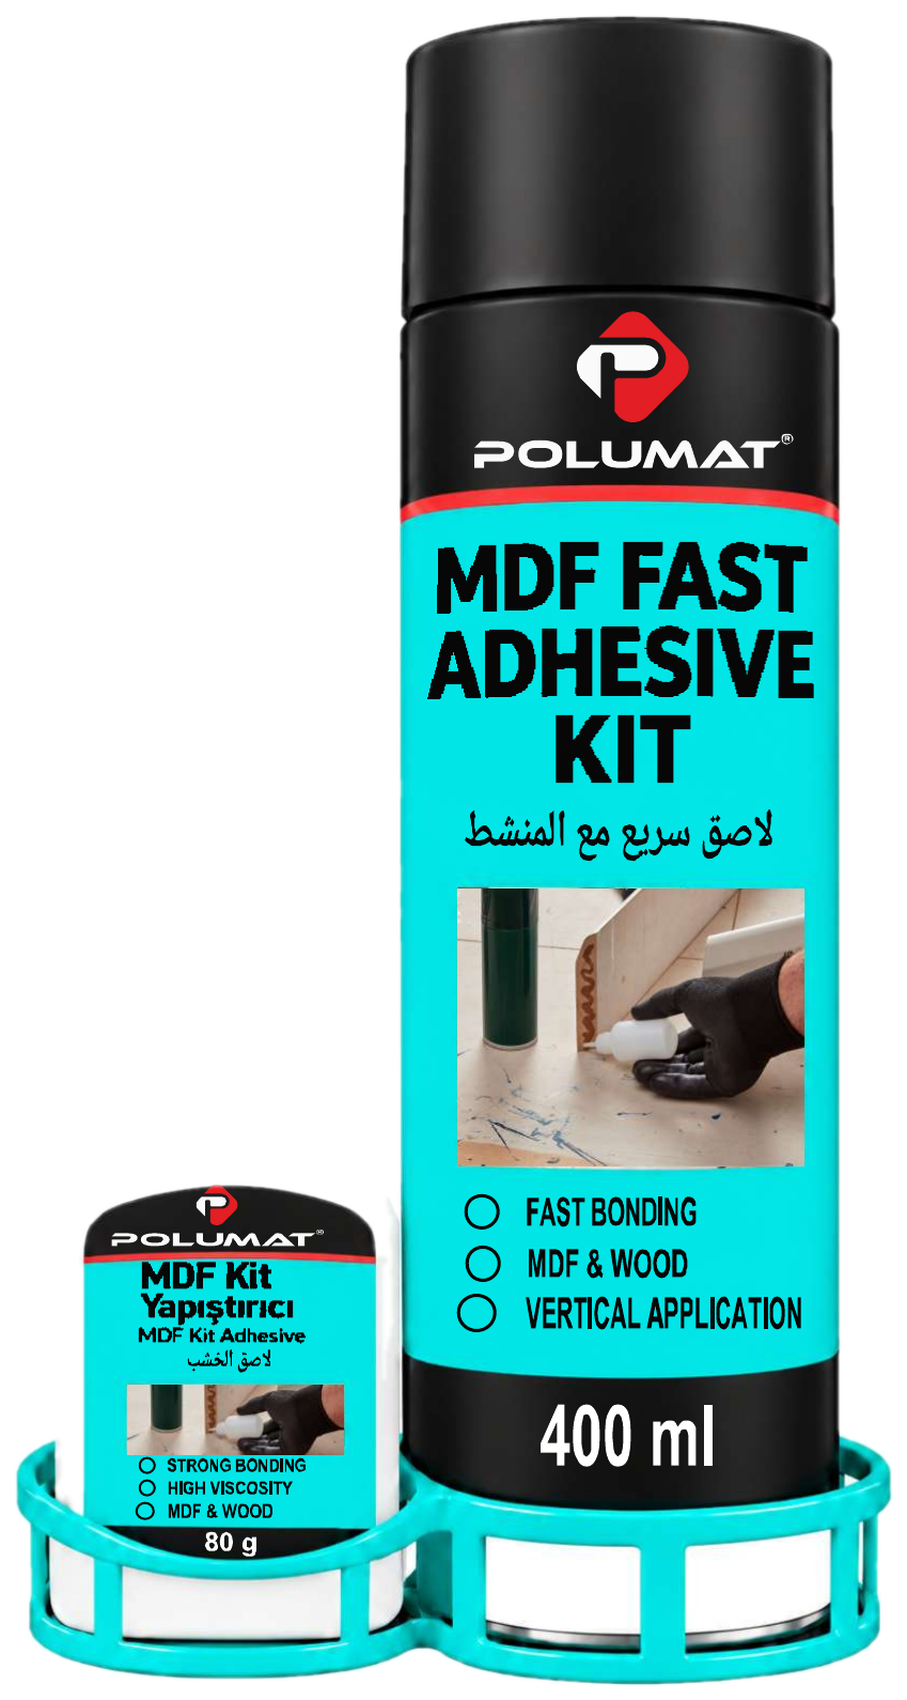 POLUMAT®
MDF FAST
ADHESIVE
KIT
لاصق سريع مع المنشط
FAST BONDING
MDF & WOOD
VERTICAL APPLICATION
400 ml
POLUMAT®
MDF Kit
Yapıştırıcı
MDF Kit Adhesive
لاصق الخشب
STRONG BONDING
HIGH VISCOSITY
MDF & WOOD
80 g